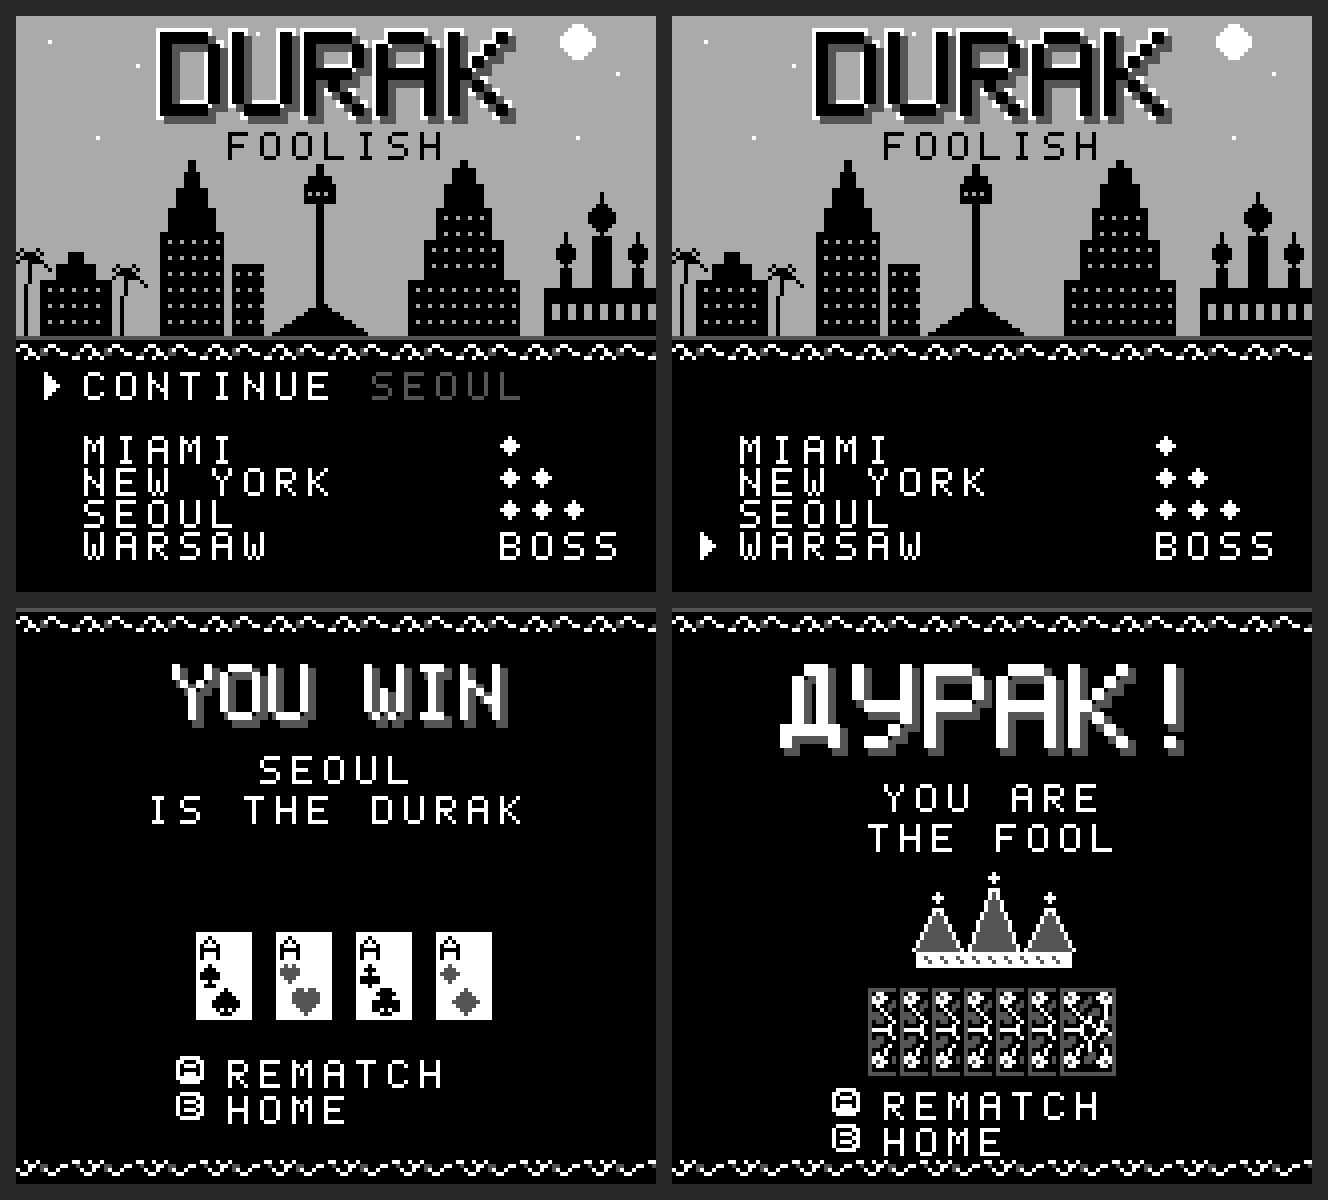 DURAK
FOOLISH
CONTINUE SEOUL
MIAMI
NEW YORK
SEOUL
WARSAW BOSS
DURAK
FOOLISH
MIAMI
NEW YORK
SEOUL
WARSAW BOSS
YOU WIN
SEOUL
IS THE DURAK
A A A A
A REMATCH
B HOME
ДУРАК!
YOU ARE
THE FOOL
A REMATCH
B HOME